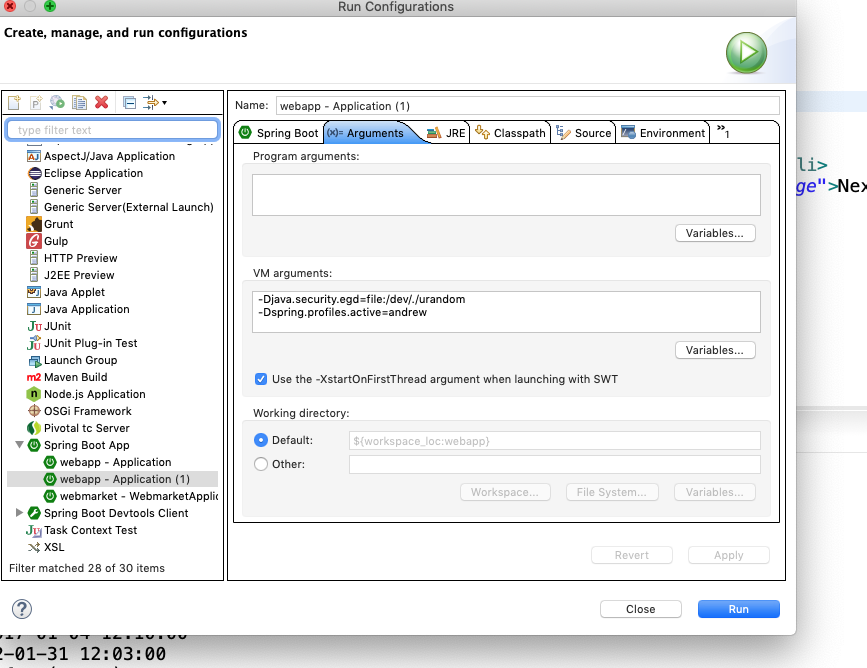 Run Configurations
Create, manage, and run configurations
type filter text
AspectJ/Java Application
Eclipse Application
Generic Server
Generic Server(External Launch)
Grunt
Gulp
HTTP Preview
J2EE Preview
Java Applet
Java Application
JUnit
JUnit Plug-in Test
Launch Group
Maven Build
Node.js Application
OSGi Framework
Pivotal tc Server
Spring Boot App
webapp - Application
webapp - Application (1)
webmarket - WebmarketApplic
Spring Boot Devtools Client
Task Context Test
XSL
Filter matched 28 of 30 items
Name: webapp - Application (1)
Spring Boot (x)= Arguments JRE Classpath Source Environment »1
Program arguments:
Variables...
VM arguments:
-Djava.security.egd=file:/dev/./urandom
-Dspring.profiles.active=andrew
Variables...
Use the -XstartOnFirstThread argument when launching with SWT
Working directory:
Default: ${workspace_loc:webapp}
Other:
Workspace... File System... Variables...
Revert Apply
? Close Run
li>
ge">Nex
-01-31 12:03:00